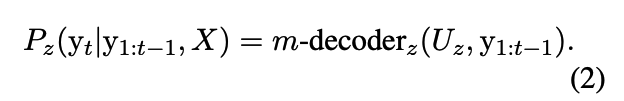 P_z(y_t|y_{1:t−1}, X) = m-decoder_z(U_z, y_{1:t−1}).
(2)